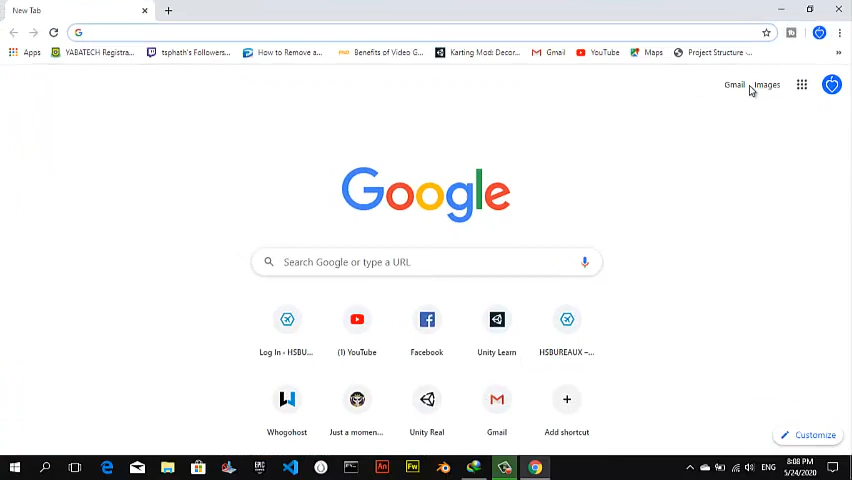 New Tab
Apps YABATECH Registra... tsphath's Followers... How to Remove a... Benefits of Video G... Karting Mod: Decor... Gmail YouTube Maps Project Structure -... »
Gmail Images
Google
Search Google or type a URL
Log In - HSBU... (1) YouTube Facebook Unity Learn HSBUREAUX –...
Whogohost Just a momen... Unity Real Gmail Add shortcut
Customize
ENG 8:08 PM
5/24/2020